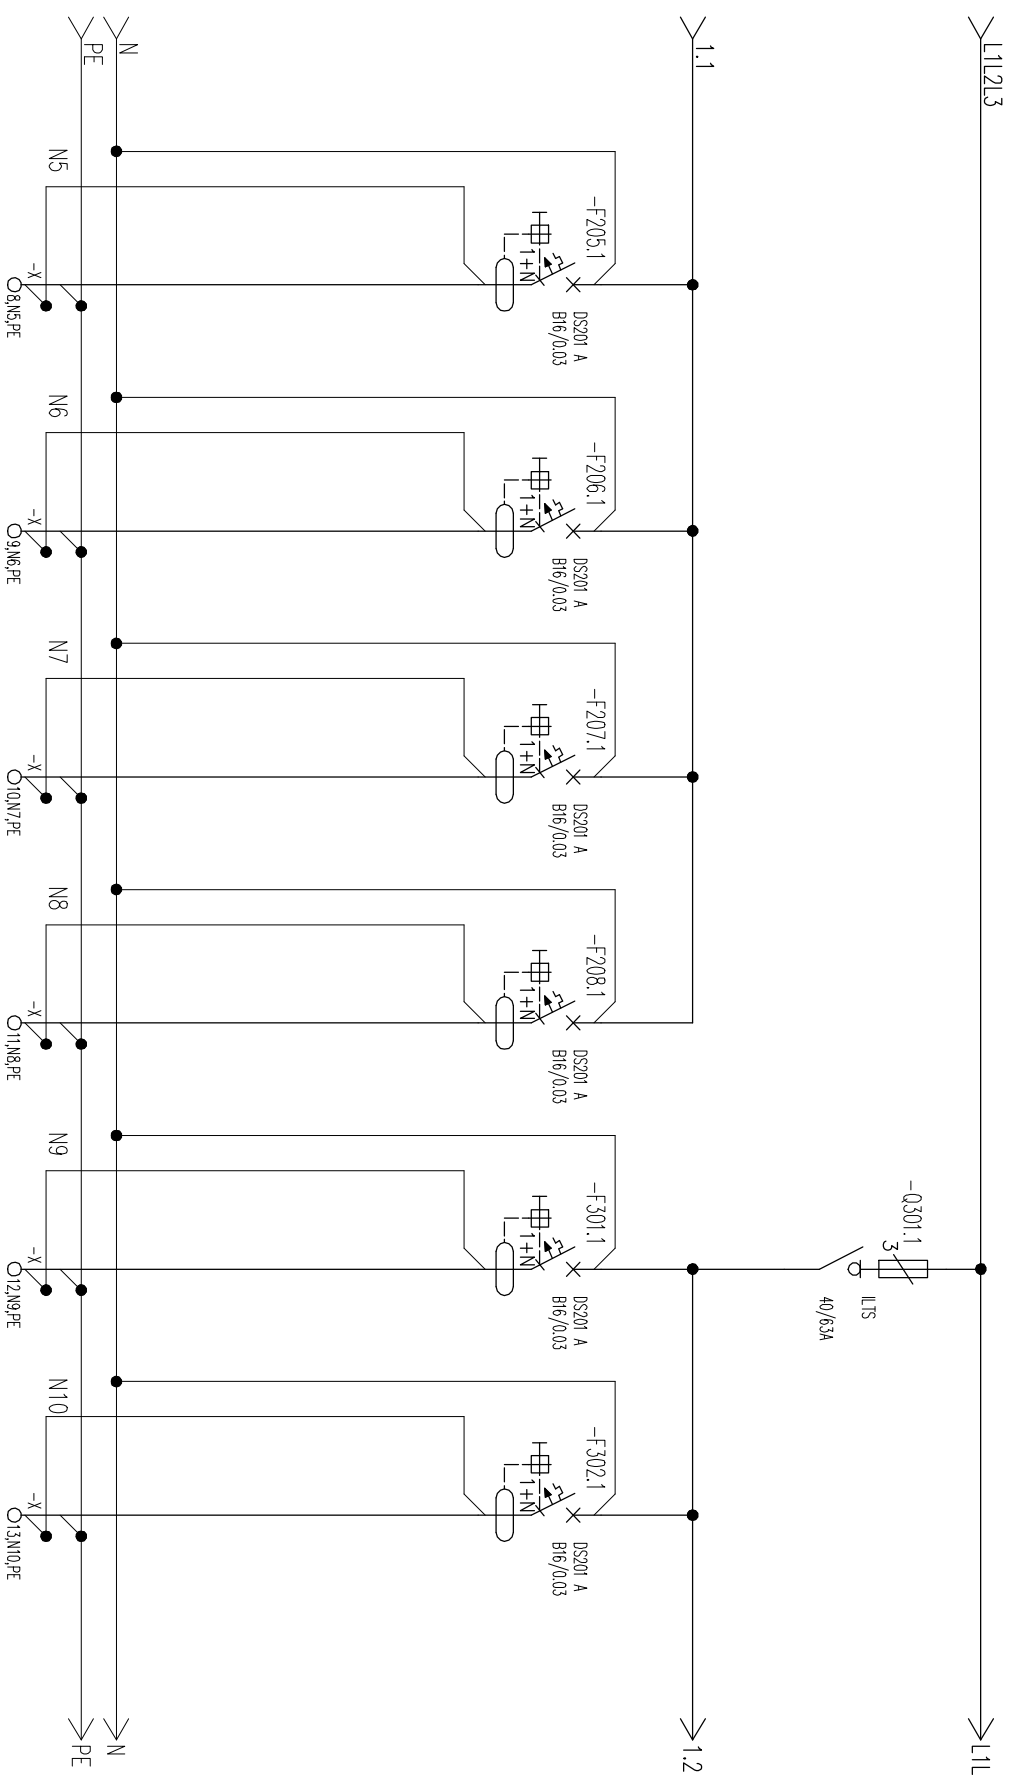 L1L2L3
L1L
-Q301.1
3
ILTS
40/63A
1.1
1.2
-F205.1
1+N
DS201 A
B16/0.03
-F206.1
1+N
DS201 A
B16/0.03
-F207.1
1+N
DS201 A
B16/0.03
-F208.1
1+N
DS201 A
B16/0.03
-F301.1
1+N
DS201 A
B16/0.03
-F302.1
1+N
DS201 A
B16/0.03
N
N
PE
PE
N5
N6
N7
N8
N9
N10
-X
8,N5,PE
-X
9,N6,PE
-X
10,N7,PE
-X
11,N8,PE
-X
12,N9,PE
-X
13,N10,PE